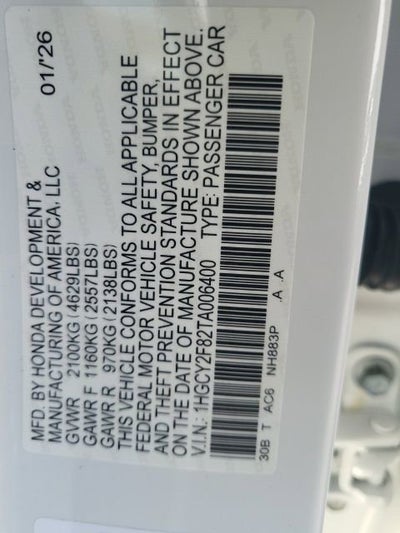 MFD. BY HONDA DEVELOPMENT &
MANUFACTURING OF AMERICA, LLC 01/'26
GVWR 2100KG(4629LBS)
GAWR F 1160KG(2557LBS)
GAWR R 970KG(2138LBS)
THIS VEHICLE CONFORMS TO ALL APPLICABLE
FEDERAL MOTOR VEHICLE SAFETY, BUMPER,
AND THEFT PREVENTION STANDARDS IN EFFECT
ON THE DATE OF MANUFACTURE SHOWN ABOVE.
V.I.N.: 1HGCY2F82TA006400 TYPE: PASSENGER CAR
30B T AC6 NH883P .A .A